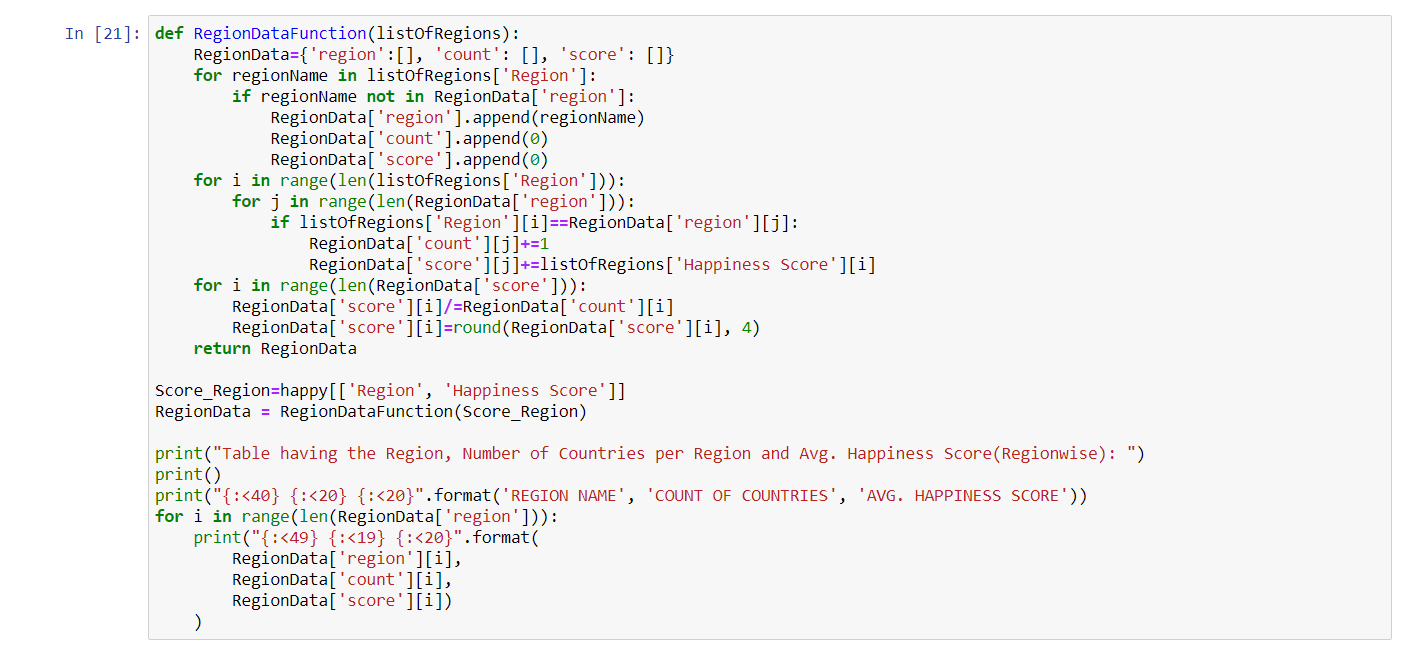 In [21]: def RegionDataFunction(listOfRegions):
    RegionData={'region':[], 'count': [], 'score': []}
    for regionName in listOfRegions['Region']:
        if regionName not in RegionData['region']:
            RegionData['region'].append(regionName)
            RegionData['count'].append(0)
            RegionData['score'].append(0)
    for i in range(len(listOfRegions['Region'])):
        for j in range(len(RegionData['region'])):
            if listOfRegions['Region'][i]==RegionData['region'][j]:
                RegionData['count'][j]+=1
                RegionData['score'][j]+=listOfRegions['Happiness Score'][i]
    for i in range(len(RegionData['score'])):
        RegionData['score'][i]/=RegionData['count'][i]
        RegionData['score'][i]=round(RegionData['score'][i], 4)
    return RegionData

Score_Region=happy[['Region', 'Happiness Score']]
RegionData = RegionDataFunction(Score_Region)

print("Table having the Region, Number of Countries per Region and Avg. Happiness Score(Regionwise): ")
print()
print("{:<40} {:<20} {:<20}".format('REGION NAME', 'COUNT OF COUNTRIES', 'AVG. HAPPINESS SCORE'))
for i in range(len(RegionData['region'])):
    print("{:<49} {:<19} {:<20}".format(
        RegionData['region'][i],
        RegionData['count'][i],
        RegionData['score'][i])
    )